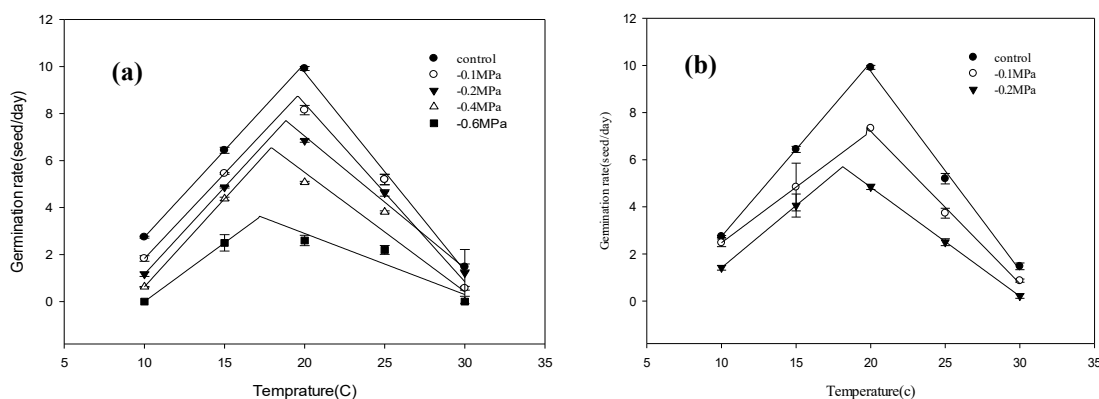 (a)
control
-0.1MPa
-0.2MPa
-0.4MPa
-0.6MPa
Germination rate(seed/day)
12
10
8
6
4
2
0
5 10 15 20 25 30 35
Temprature(C)
(b)
control
-0.1MPa
-0.2MPa
Germination rate(seed/day)
12
10
8
6
4
2
0
5 10 15 20 25 30 35
Temperature(c)